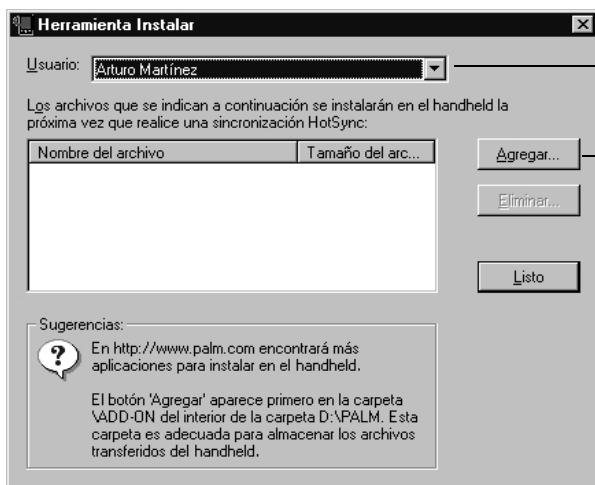 Herramienta Instalar
Usuario: Arturo Martínez
Los archivos que se indican a continuación se instalarán en el handheld la
próxima vez que realice una sincronización HotSync:
Nombre del archivo Tamaño del arc...
Agregar...
Eliminar...
Listo
Sugerencias:
En http://www.palm.com encontrará más
aplicaciones para instalar en el handheld.
El botón 'Agregar' aparece primero en la carpeta
\ADD-ON del interior de la carpeta D:\PALM. Esta
carpeta es adecuada para almacenar los archivos
transferidos del handheld.